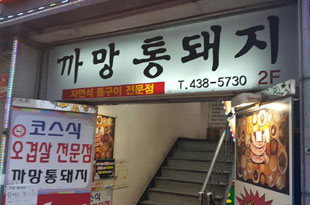 까망통돼지
자연석 돌구이 전문점
T.438-5730 2F
코스식
오겹살 전문점
까망통돼지